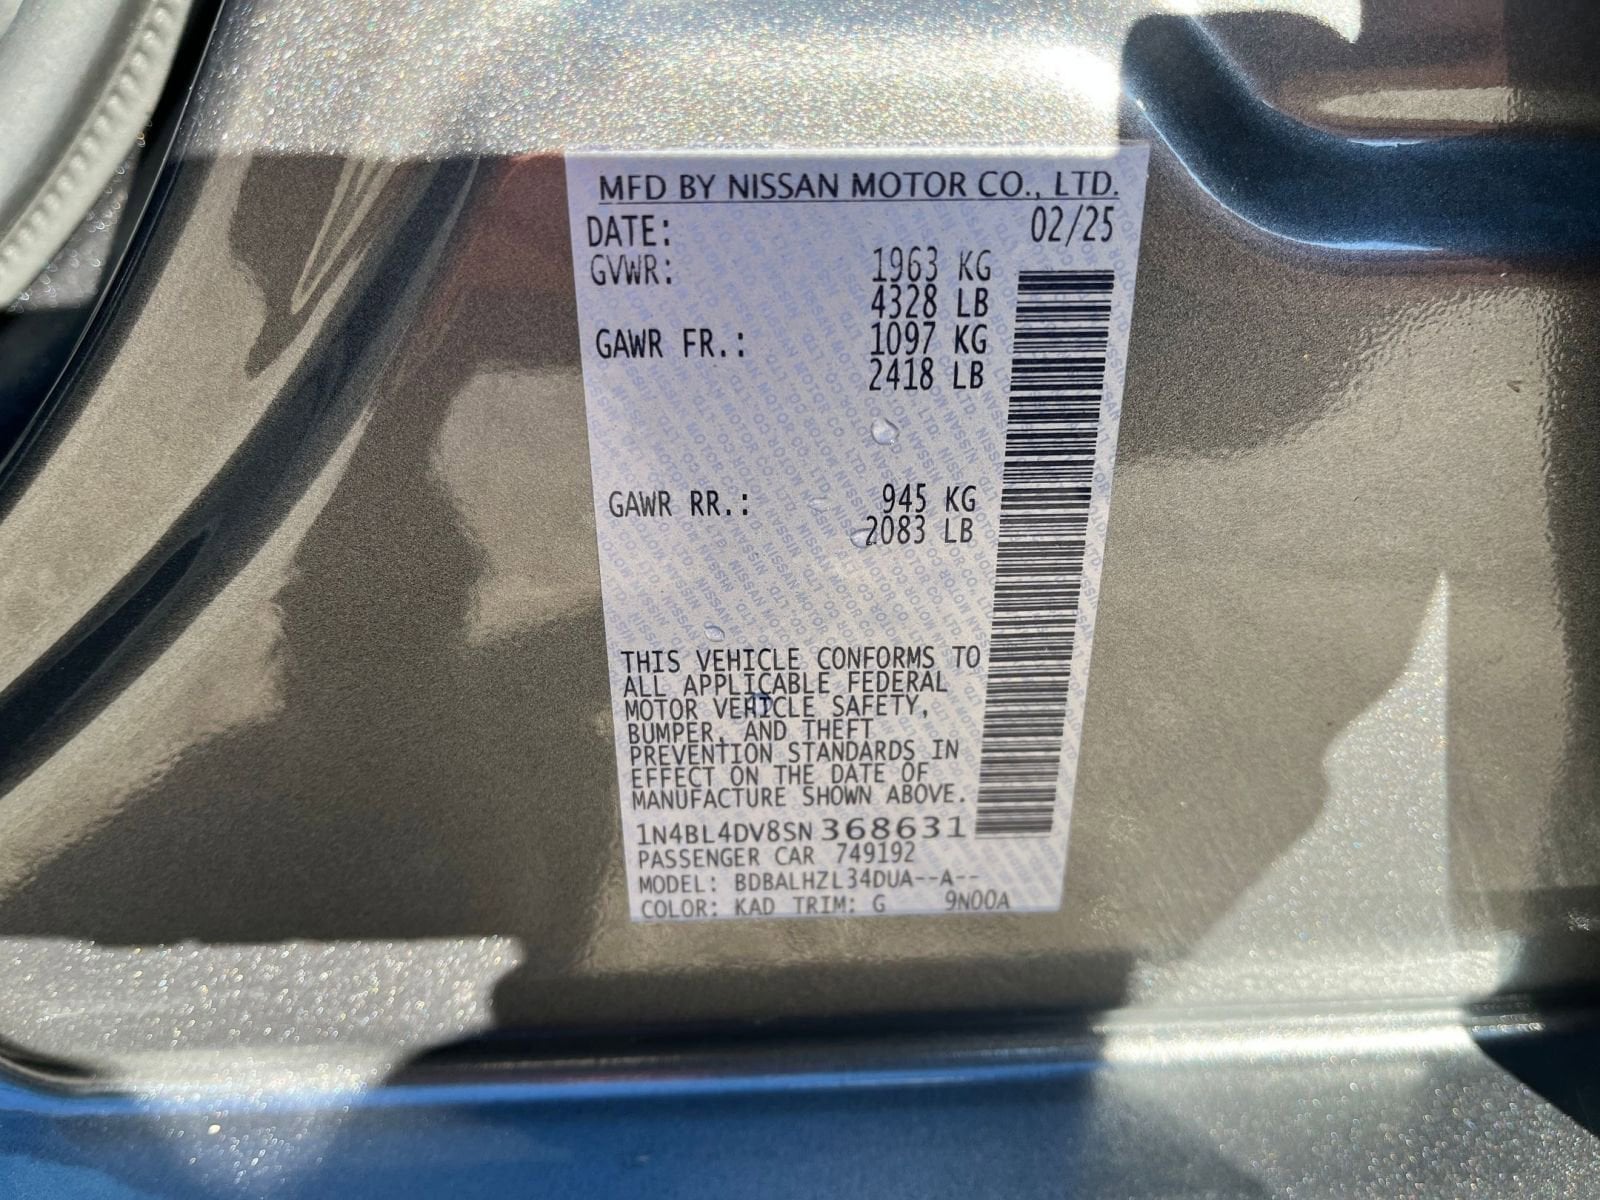 MFD BY NISSAN MOTOR CO., LTD.
DATE: 02/25
GVWR: 1963 KG
4328 LB
GAWR FR.: 1097 KG
2418 LB
GAWR RR.: 945 KG
2083 LB
THIS VEHICLE CONFORMS TO
ALL APPLICABLE FEDERAL
MOTOR VEHICLE SAFETY,
BUMPER, AND THEFT
PREVENTION STANDARDS IN
EFFECT ON THE DATE OF
MANUFACTURE SHOWN ABOVE.
1N4BL4DV8SN368631
PASSENGER CAR 749192
MODEL: BDBALHZL34DUA--A--
COLOR: KAD TRIM: G 9N00A